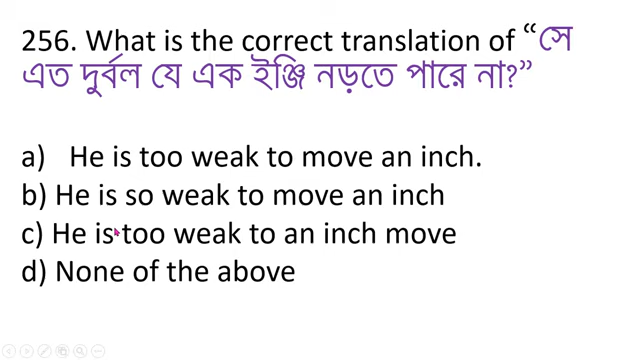 256. What is the correct translation of “সে
এত দুর্বল যে এক ইঞ্জি নড়তে পারে না?”
a) He is too weak to move an inch.
b) He is so weak to move an inch
c) He is too weak to an inch move
d) None of the above